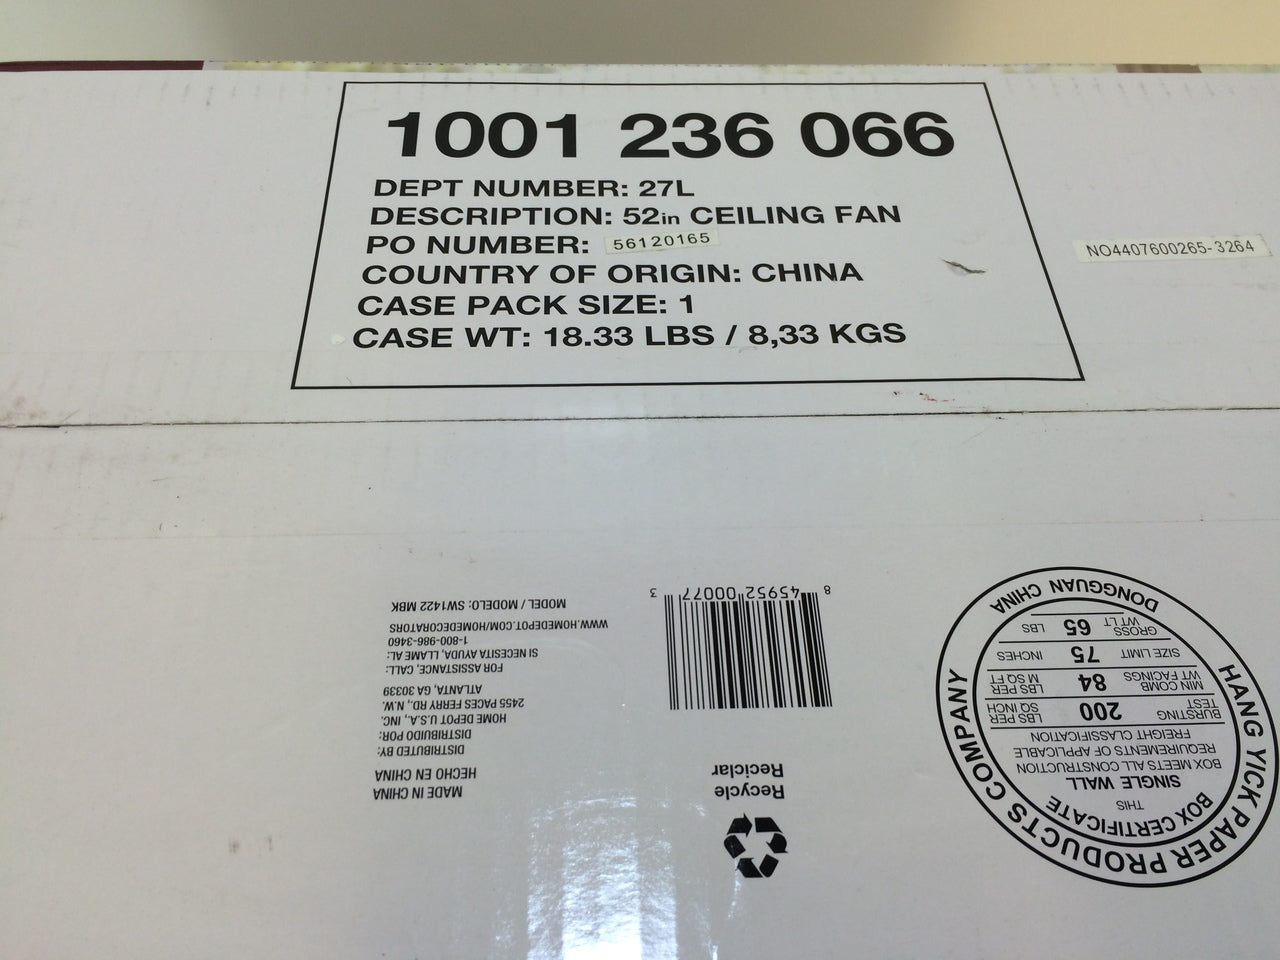 1001 236 066
DEPT NUMBER: 27L
DESCRIPTION: 52in CEILING FAN
PO NUMBER: 56120165
COUNTRY OF ORIGIN: CHINA
CASE PACK SIZE: 1
CASE WT: 18.33 LBS / 8,33 KGS
NO4407600265-3264
MADE IN CHINA
HECHO EN CHINA
DISTRIBUTED BY:
DISTRIBUIDO POR:
HOME DEPOT U.S.A., INC.
2455 PACES FERRY RD., N.W.
ATLANTA, GA 30339
FOR ASSISTANCE, CALL,
SI NECESITA AYUDA, LLAME AL:
1-800-986-3460
WWW.HOMEDEPOT.COM/HOMEDECORATORS
MODEL / MODELO: SW1422 MBK
Recycle
Reciclar
8 45952 00077 3
HANG YICK PAPER PRODUCTS COMPANY
BOX CERTIFICATE
THIS
SINGLE WALL
BOX MEETS ALL CONSTRUCTION
REQUIREMENTS OF APPLICABLE
FREIGHT CLASSIFICATION
BURSTING TEST 200 LBS PER SQ INCH
MIN COMB WT FACINGS 84 LBS PER M SQ FT
SIZE LIMIT 75 INCHES
GROSS WT LT 65 LBS
DONGGUAN CHINA